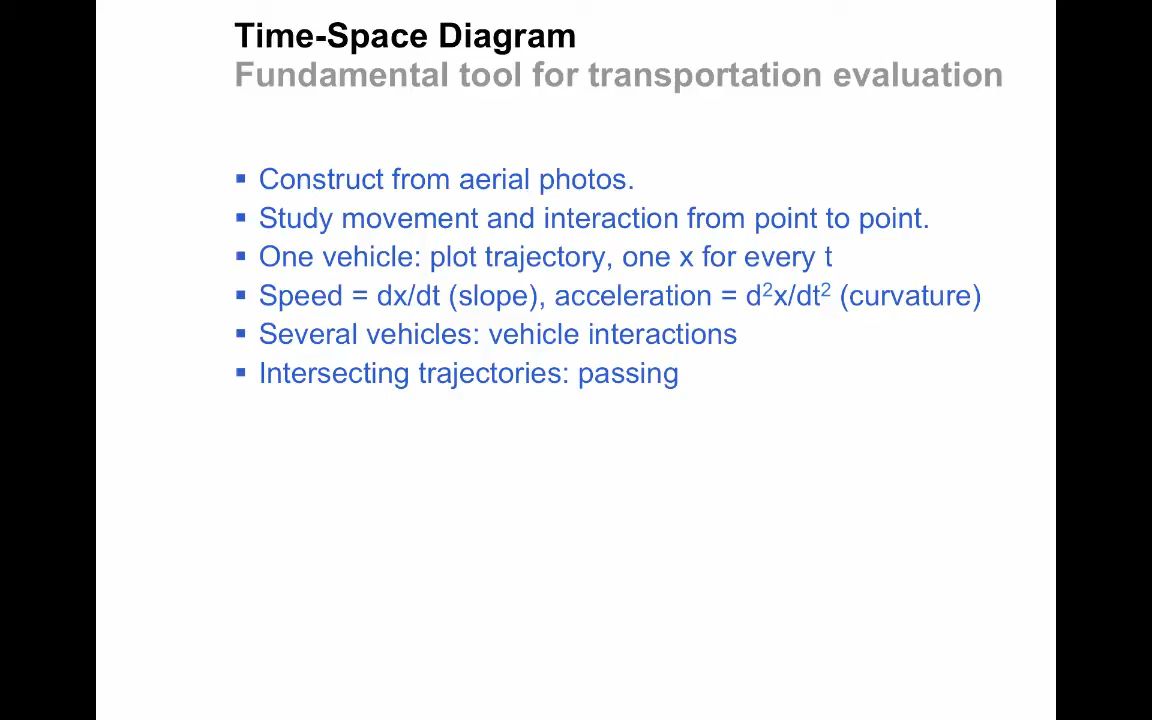 Time-Space Diagram
Fundamental tool for transportation evaluation
▪ Construct from aerial photos.
▪ Study movement and interaction from point to point.
▪ One vehicle: plot trajectory, one x for every t
▪ Speed = dx/dt (slope), acceleration = d²x/dt² (curvature)
▪ Several vehicles: vehicle interactions
▪ Intersecting trajectories: passing